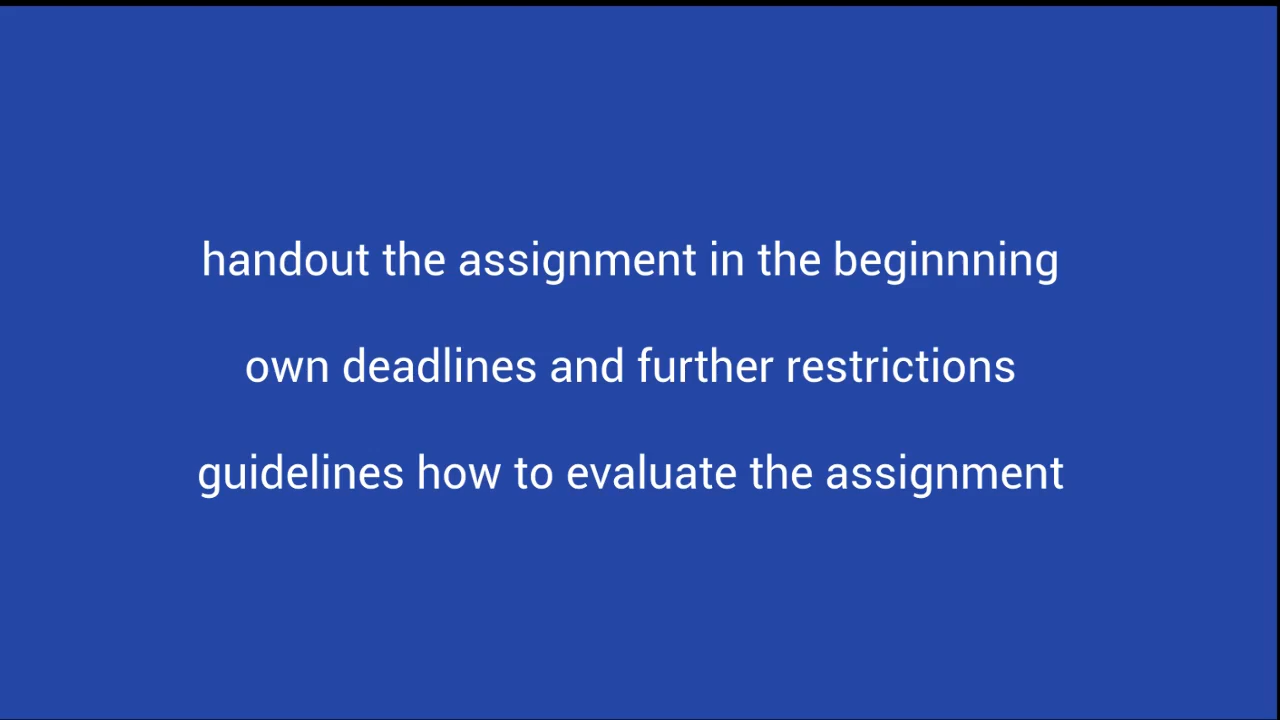 handout the assignment in the beginnning
own deadlines and further restrictions
guidelines how to evaluate the assignment